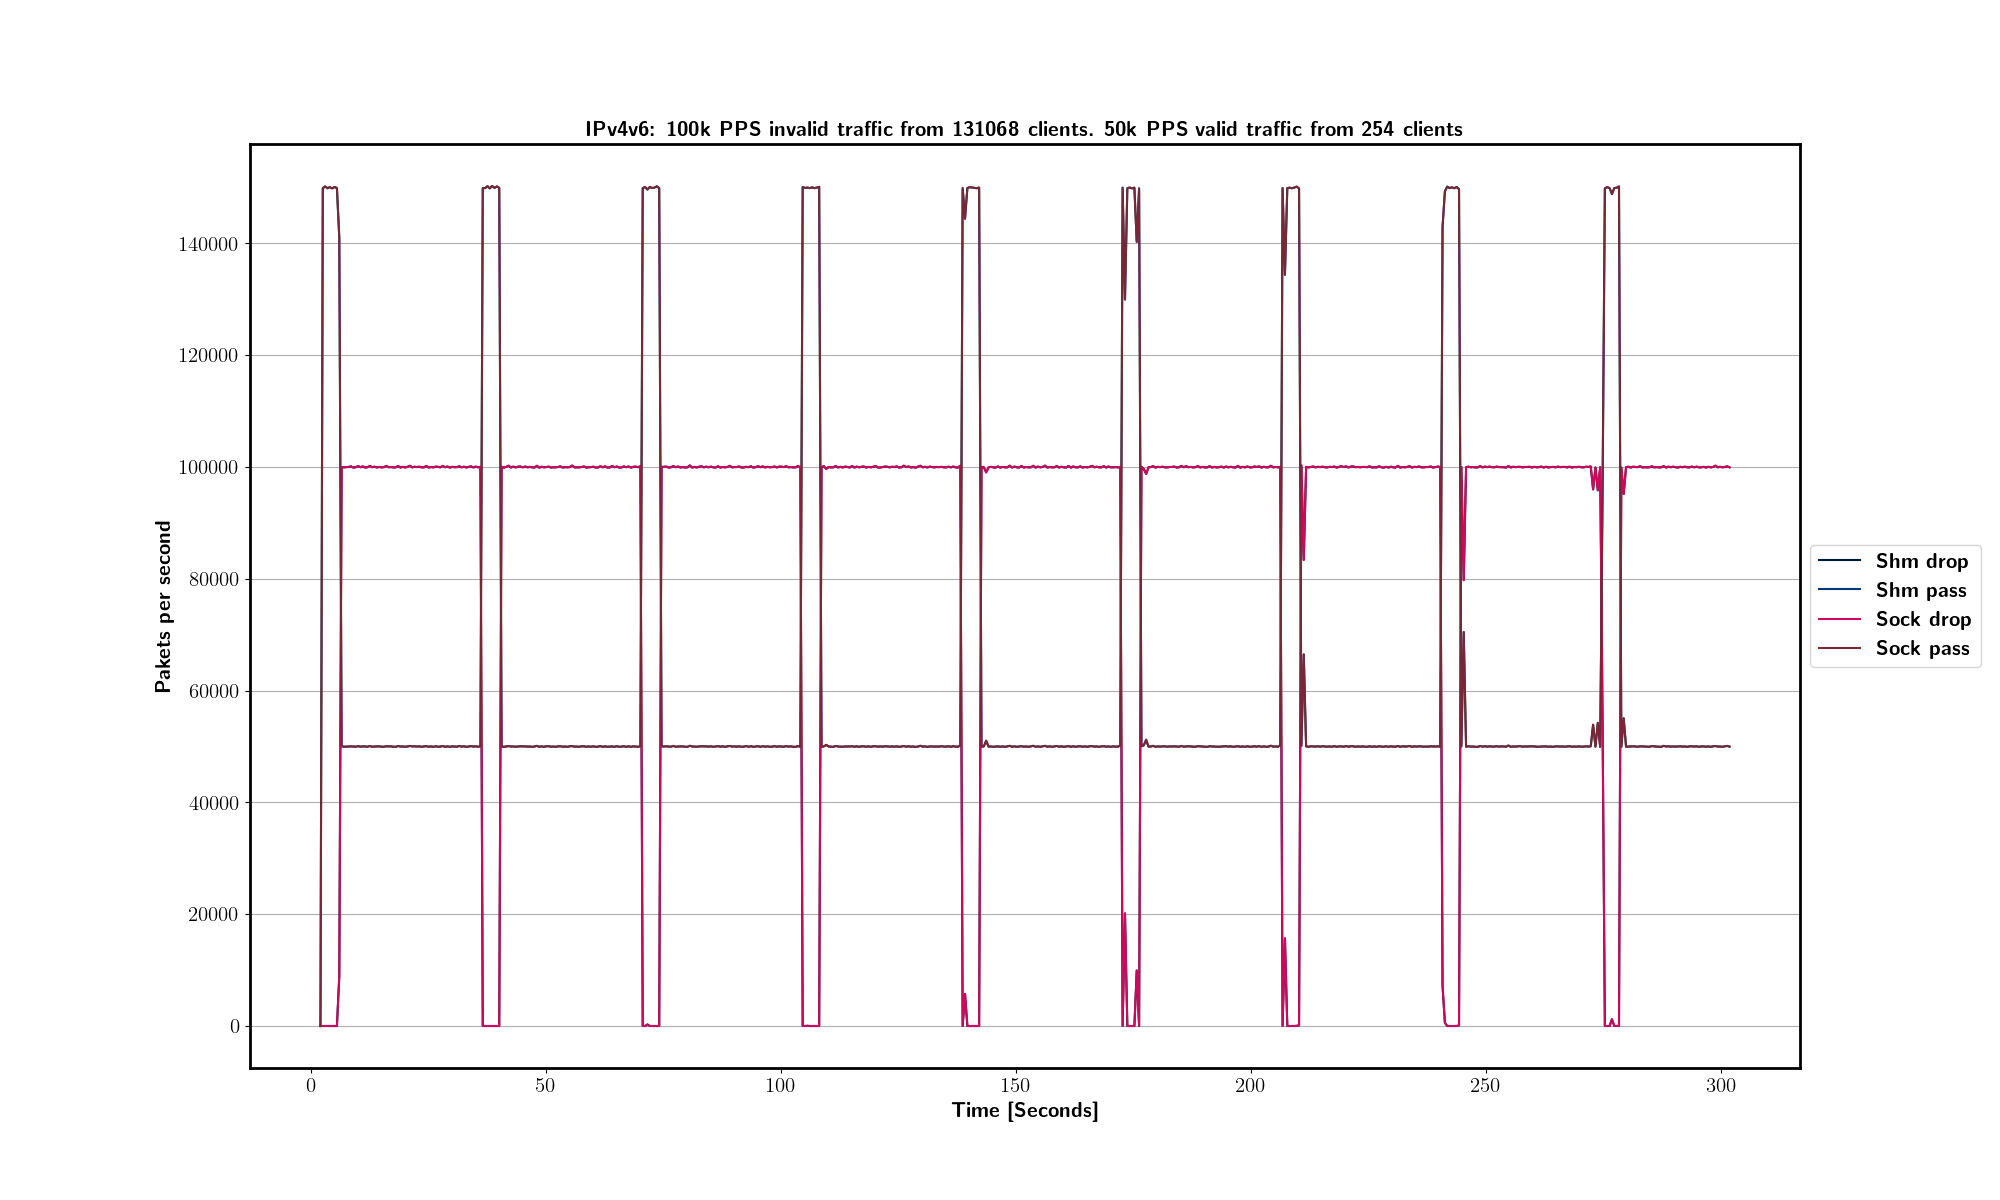 IPv4v6: 100k PPS invalid traffic from 131068 clients. 50k PPS valid traffic from 254 clients
Pakets per second
140000
120000
100000
80000
60000
40000
20000
0
0 50 100 150 200 250 300
Time [Seconds]
Shm drop
Shm pass
Sock drop
Sock pass